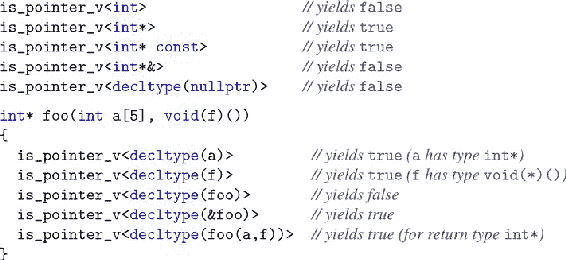 is_pointer_v<int> // yields false
is_pointer_v<int*> // yields true
is_pointer_v<int* const> // yields true
is_pointer_v<int*&> // yields false
is_pointer_v<decltype(nullptr)> // yields false
int* foo(int a[5], void(f)())
{
is_pointer_v<decltype(a)> // yields true (a has type int*)
is_pointer_v<decltype(f)> // yields true (f has type void(*)())
is_pointer_v<decltype(foo)> // yields false
is_pointer_v<decltype(&foo)> // yields true
is_pointer_v<decltype(foo(a,f))> // yields true (for return type int*)
}